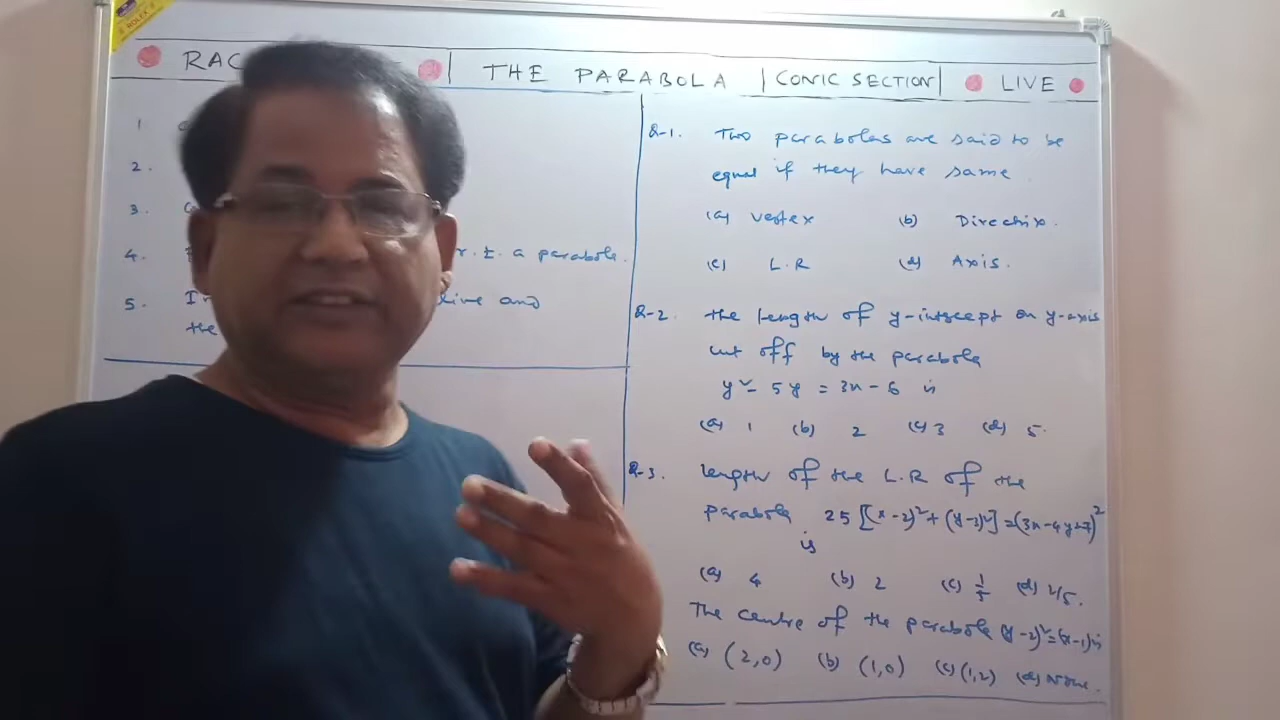 ROLEX
RAC
THE PARABOLA | CONIC SECTION | LIVE
1
2.
3.
4. r.t. a parabola.
5. line and
the
Q-1. Two parabolas are said to be
equal if they have same
(a) vertex (b) Directrix.
(c) L.R (d) Axis.
Q-2. the length of y-intercept on y-axis
cut off by the parabola
y² - 5y = 3x - 6 is
(a) 1 (b) 2 (c) 3 (d) 5.
Q-3. length of the L.R of the
parabola 25[(x-2)²+(y-3)²]=(3x-4y+7)²
is
(a) 4 (b) 2 (c) 1/5 (d) 2/5.
The centre of the parabola (y-2)²=(x-1) is
(a) (2,0) (b) (1,0) (c) (1,2) (d) None.